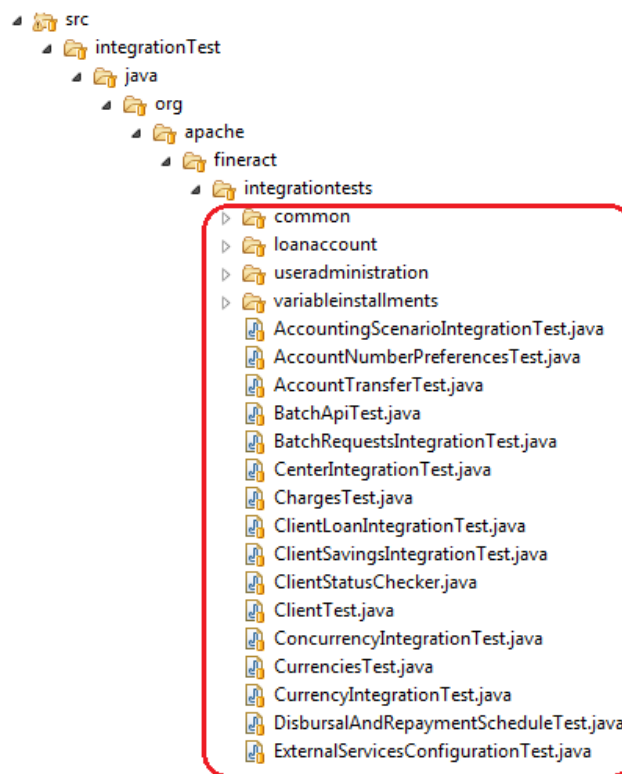 src
integrationTest
java
org
apache
fineract
integrationtests
common
loanaccount
useradministration
variableinstallments
AccountingScenarioIntegrationTest.java
AccountNumberPreferencesTest.java
AccountTransferTest.java
BatchApiTest.java
BatchRequestsIntegrationTest.java
CenterIntegrationTest.java
ChargesTest.java
ClientLoanIntegrationTest.java
ClientSavingsIntegrationTest.java
ClientStatusChecker.java
ClientTest.java
ConcurrencyIntegrationTest.java
CurrenciesTest.java
CurrencyIntegrationTest.java
DisbursalAndRepaymentScheduleTest.java
ExternalServicesConfigurationTest.java